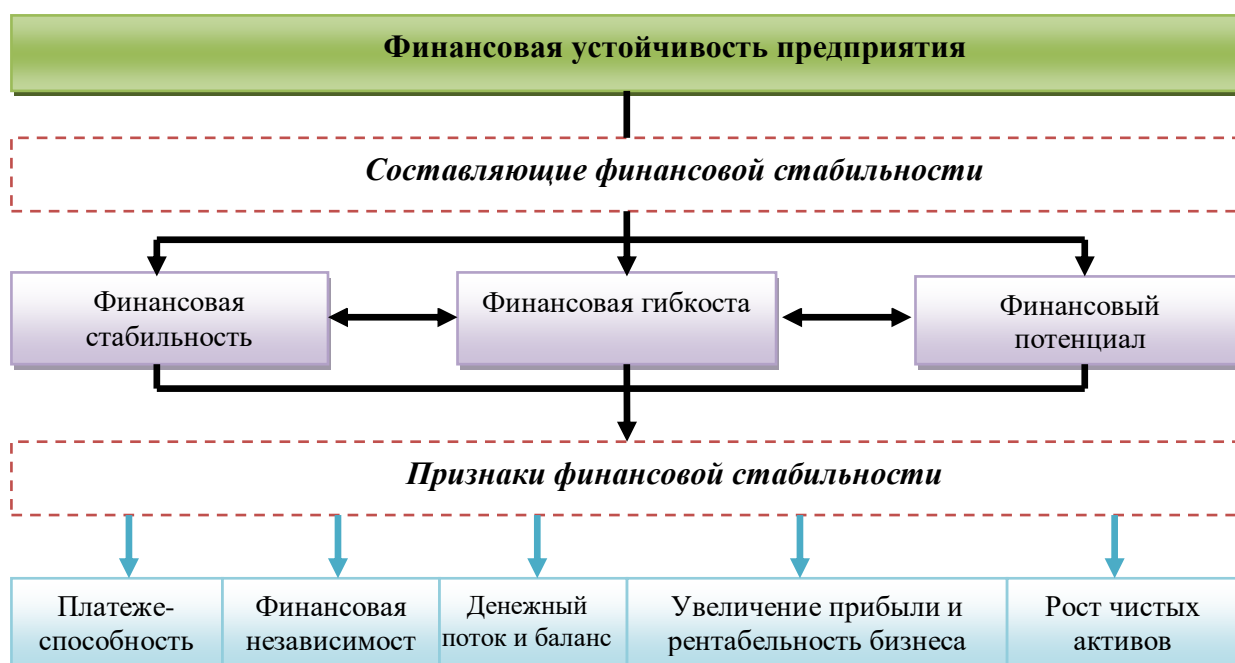 Финансовая устойчивость предприятия
Составляющие финансовой стабильности
Финансовая
стабильность
Финансовая гибкоста
Финансовый
потенциал
Признаки финансовой стабильности
Платеже-
способность
Финансовая
независимост
Денежный
поток и баланс
Увеличение прибыли и
рентабельность бизнеса
Рост чистых
активов